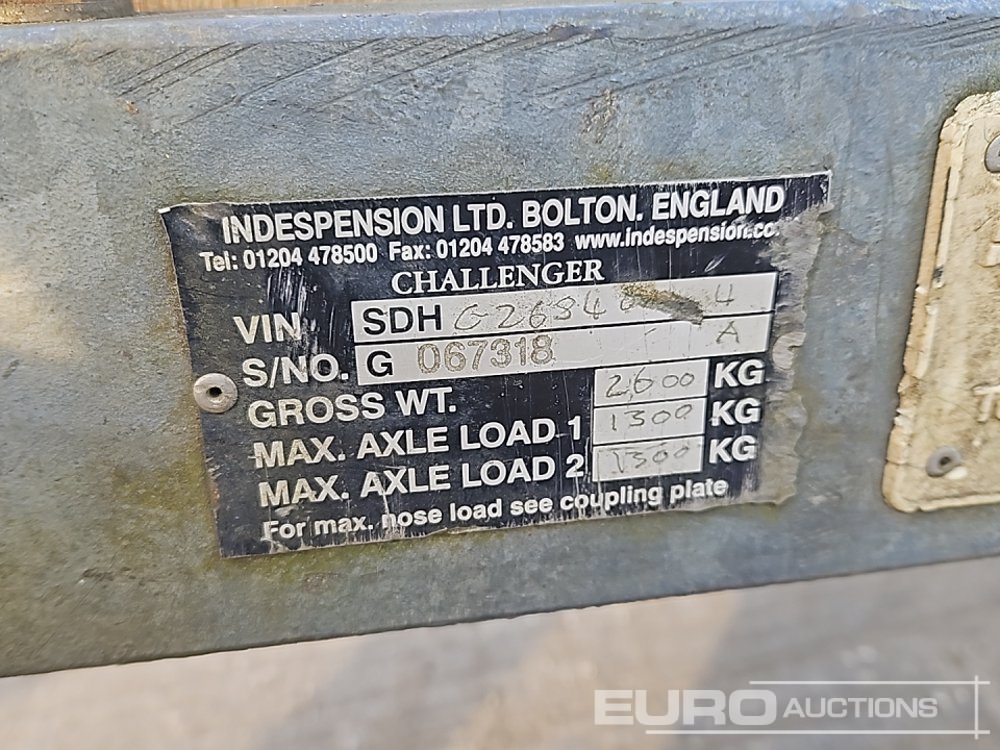 INDESPENSION LTD. BOLTON. ENGLAND
Tel: 01204 478500 Fax: 01204 478583 www.indespension.co.
CHALLENGER
VIN SDH
S/NO. G 067318 A
GROSS WT. 2600 KG
MAX. AXLE LOAD 1 1300 KG
MAX. AXLE LOAD 2 1300 KG
For max. nose load see coupling plate
EURO AUCTIONS